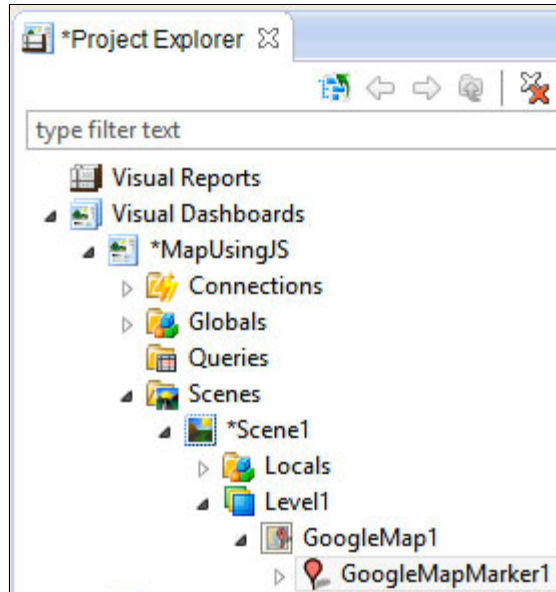 *Project Explorer
type filter text
Visual Reports
Visual Dashboards
*MapUsingJS
Connections
Globals
Queries
Scenes
*Scene1
Locals
Level1
GoogleMap1
GoogleMapMarker1